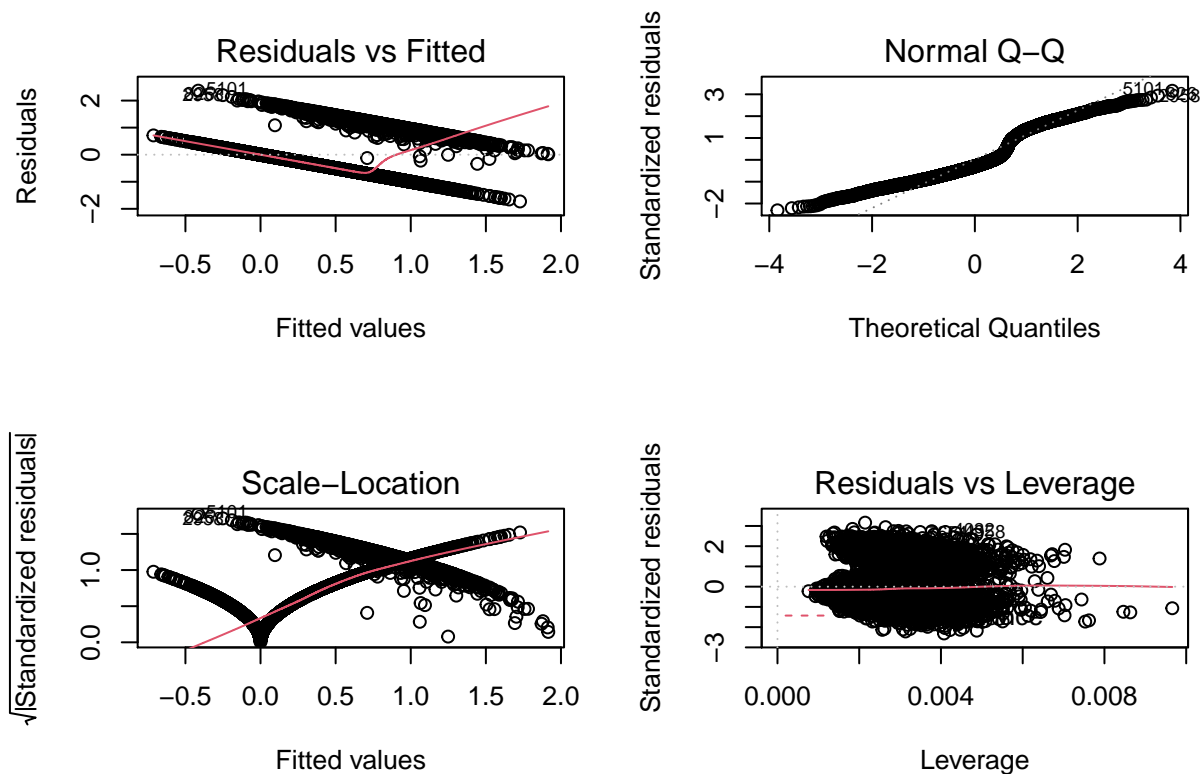 Residuals vs Fitted
Residuals
2
0
−2
5101
−0.5 0.0 0.5 1.0 1.5 2.0
Fitted values
Normal Q−Q
Standardized residuals
3
1
−2
5101
−4 −2 0 2 4
Theoretical Quantiles
Scale−Location
√|Standardized residuals|
1.0
0.0
5101
−0.5 0.0 0.5 1.0 1.5 2.0
Fitted values
Residuals vs Leverage
Standardized residuals
2
0
−3
0.000 0.004 0.008
Leverage